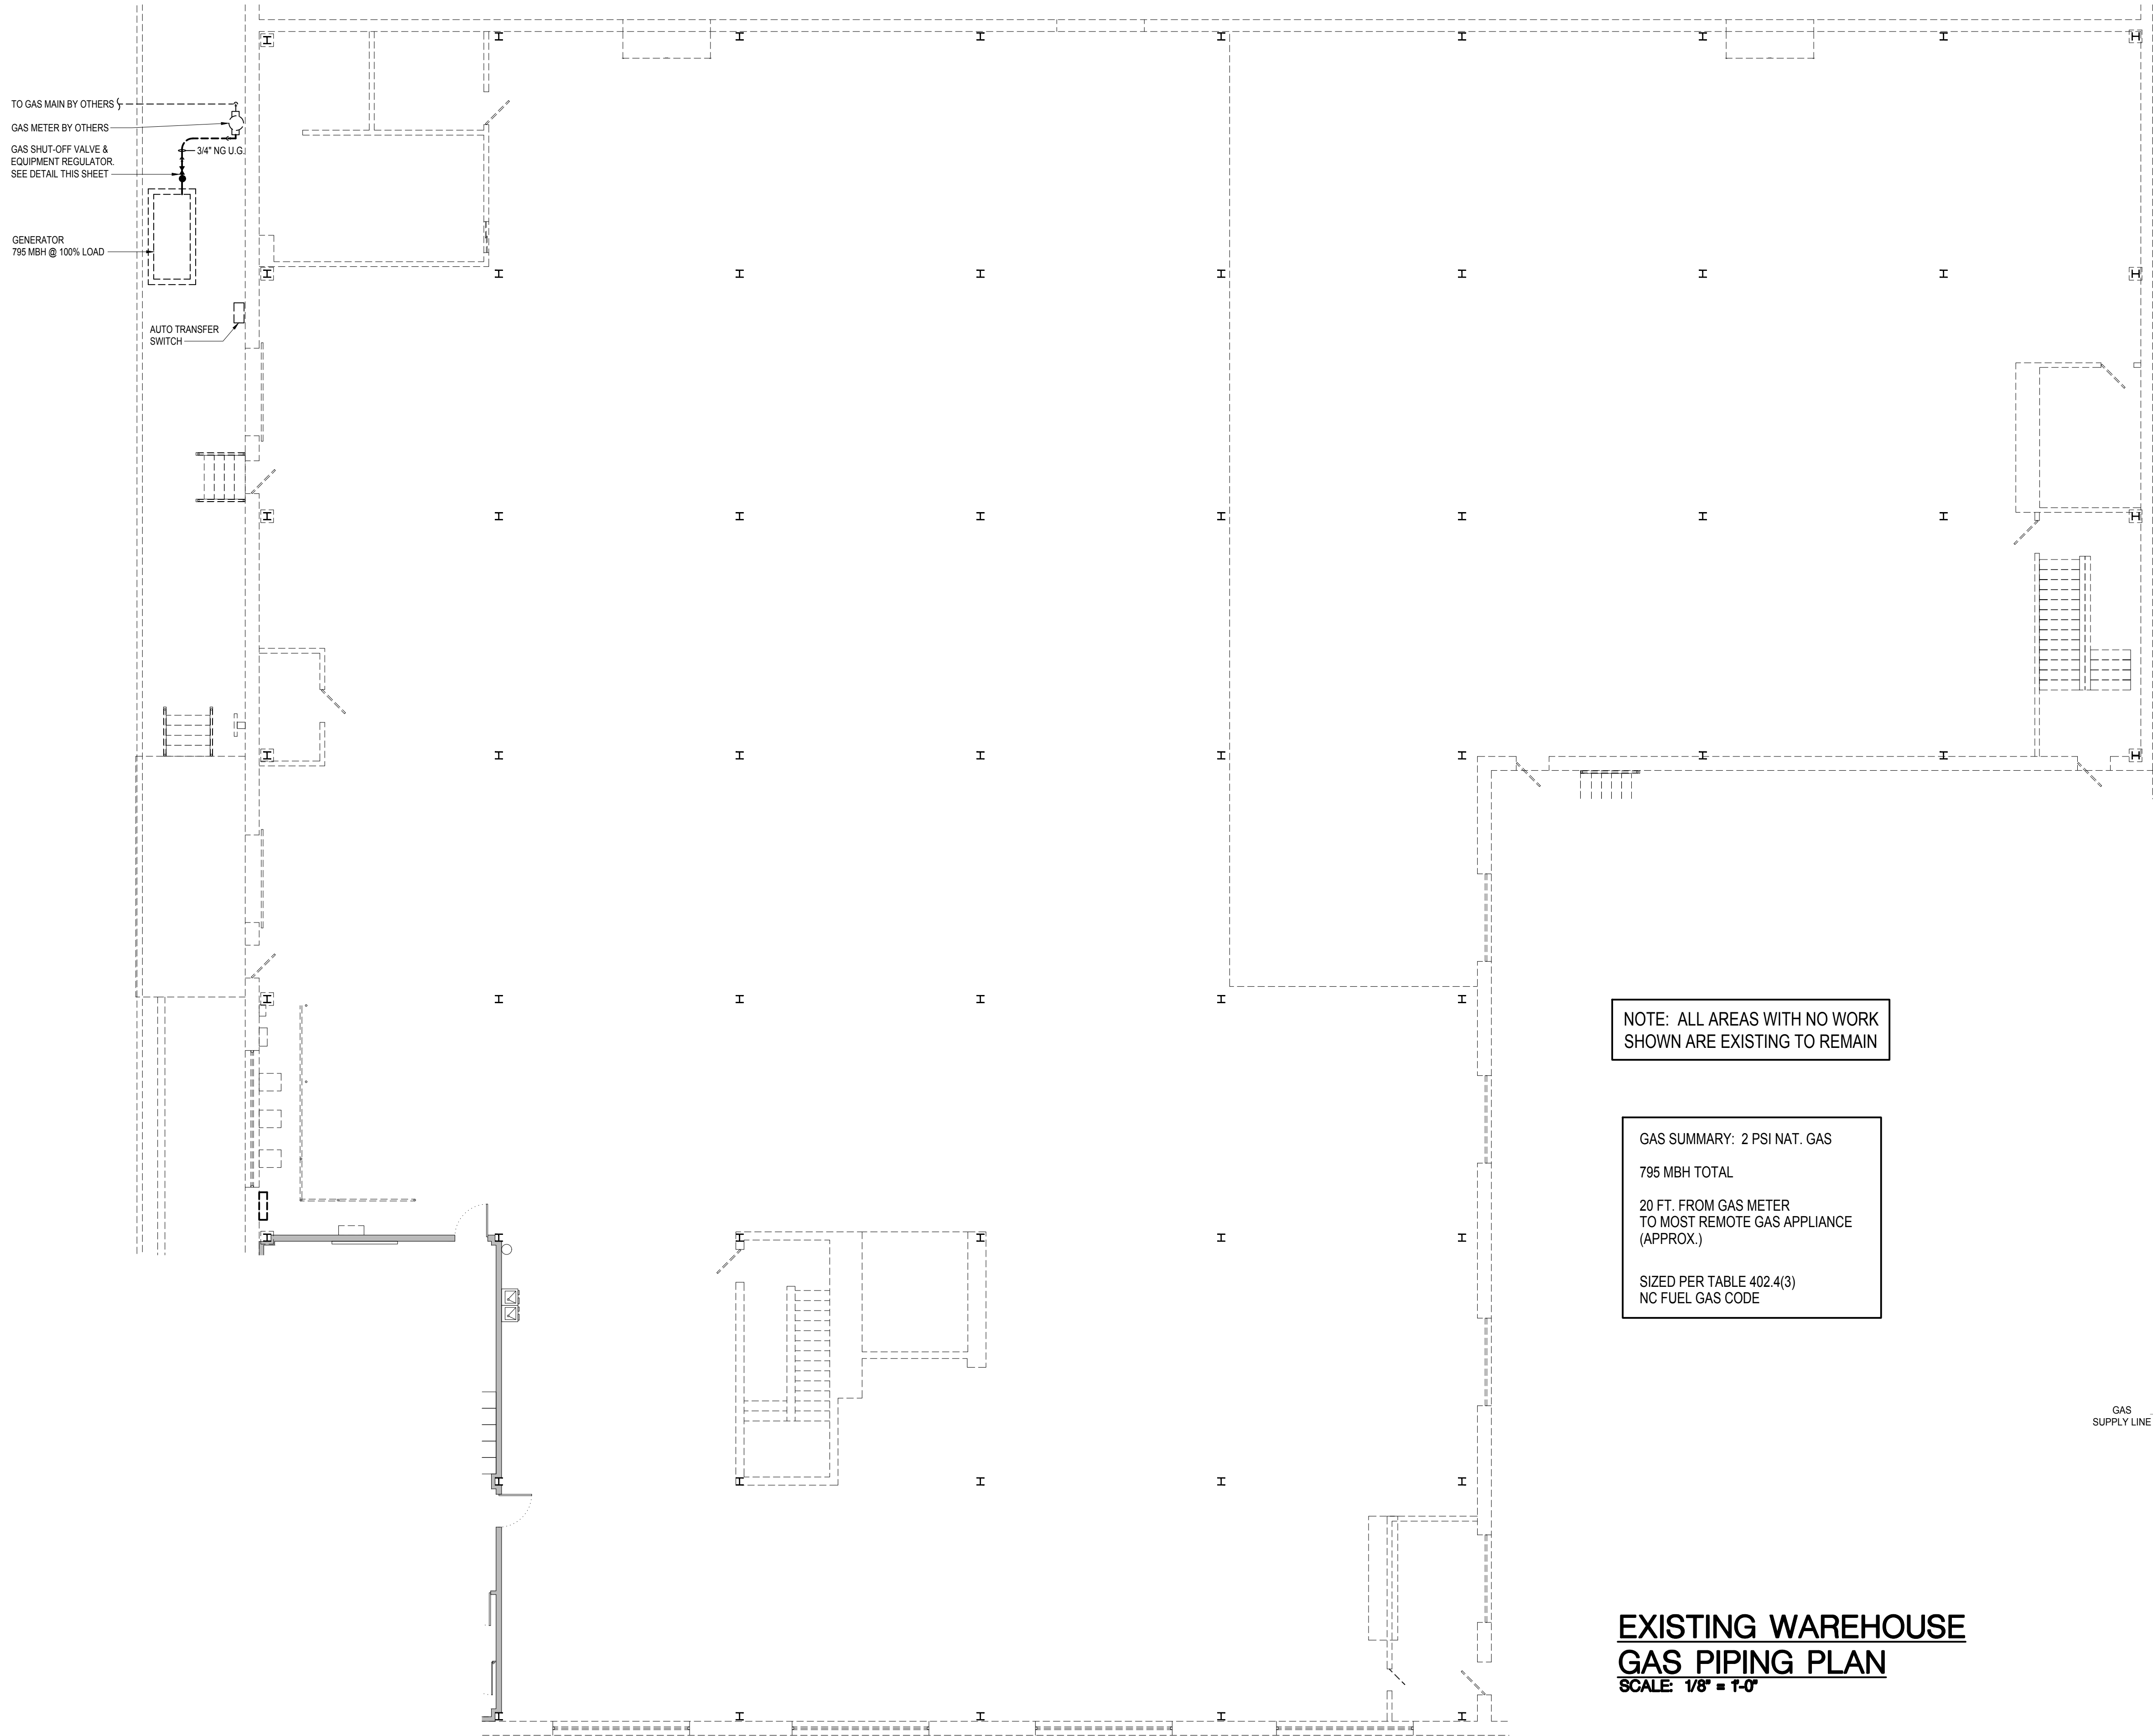 TO GAS MAIN BY OTHERS
GAS METER BY OTHERS
GAS SHUT-OFF VALVE &
EQUIPMENT REGULATOR.
SEE DETAIL THIS SHEET
3/4" NG U.G.
GENERATOR
795 MBH @ 100% LOAD
AUTO TRANSFER
SWITCH
NOTE: ALL AREAS WITH NO WORK
SHOWN ARE EXISTING TO REMAIN
GAS SUMMARY: 2 PSI NAT. GAS
795 MBH TOTAL
20 FT. FROM GAS METER
TO MOST REMOTE GAS APPLIANCE
(APPROX.)
SIZED PER TABLE 402.4(3)
NC FUEL GAS CODE
GAS
SUPPLY LINE
EXISTING WAREHOUSE
GAS PIPING PLAN
SCALE: 1/8" = 1'-0"